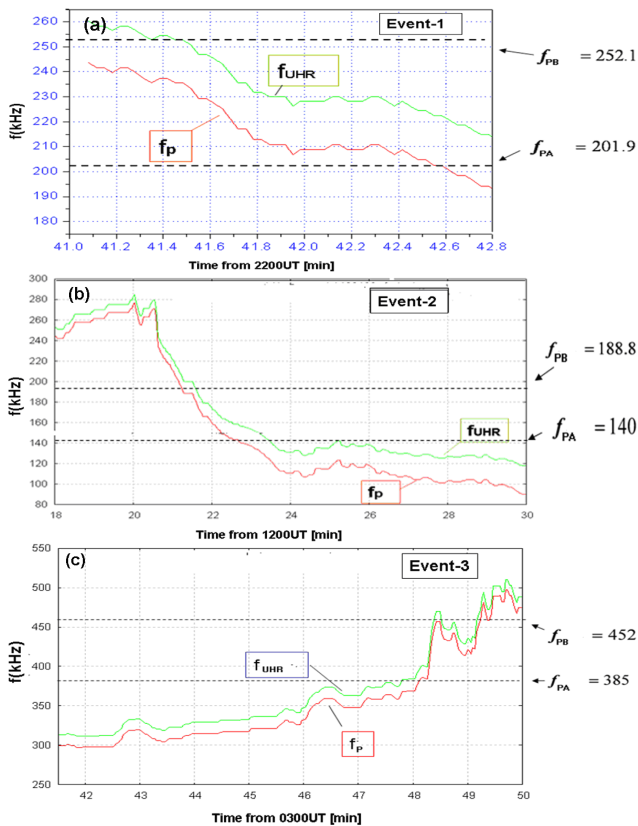 (a)
Event-1
260
250
240
230
220
210
200
190
180
f(kHz)
fUHR
fp
fPB = 252.1
fPA = 201.9
41.0 41.2 41.4 41.6 41.8 42.0 42.2 42.4 42.6 42.8
Time from 2200UT [min]
(b)
Event-2
300
280
260
240
220
200
180
160
140
120
100
80
f(kHz)
fUHR
fp
fPB = 188.8
fPA = 140
18 20 22 24 26 28 30
Time from 1200UT [min]
(c)
Event-3
550
500
450
400
350
300
250
f(kHz)
fUHR
fP
fPB = 452
fPA = 385
42 43 44 45 46 47 48 49 50
Time from 0300UT [min]